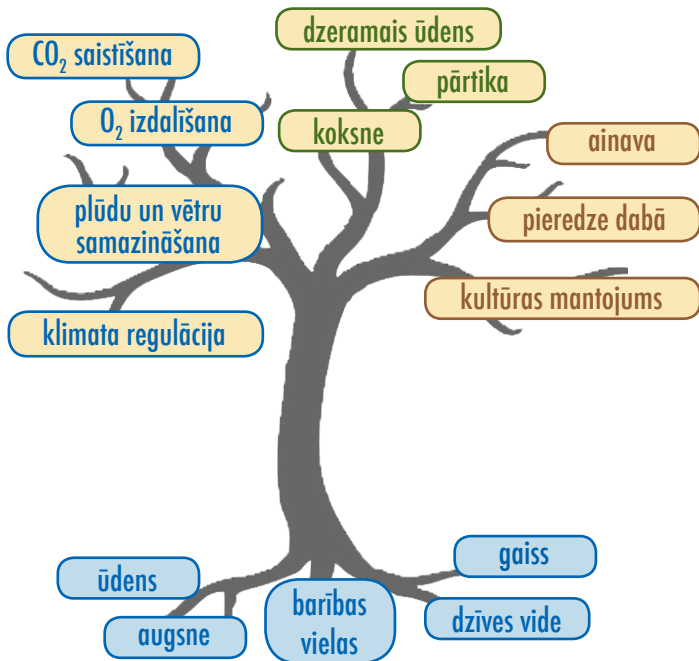 CO₂ saistīšana
O₂ izdalīšana
plūdu un vētru
samazināšana
klimata regulācija
dzeramais ūdens
pārtika
koksne
ainava
pieredze dabā
kultūras mantojums
ūdens
augsne
barības
vielas
gaiss
dzīves vide